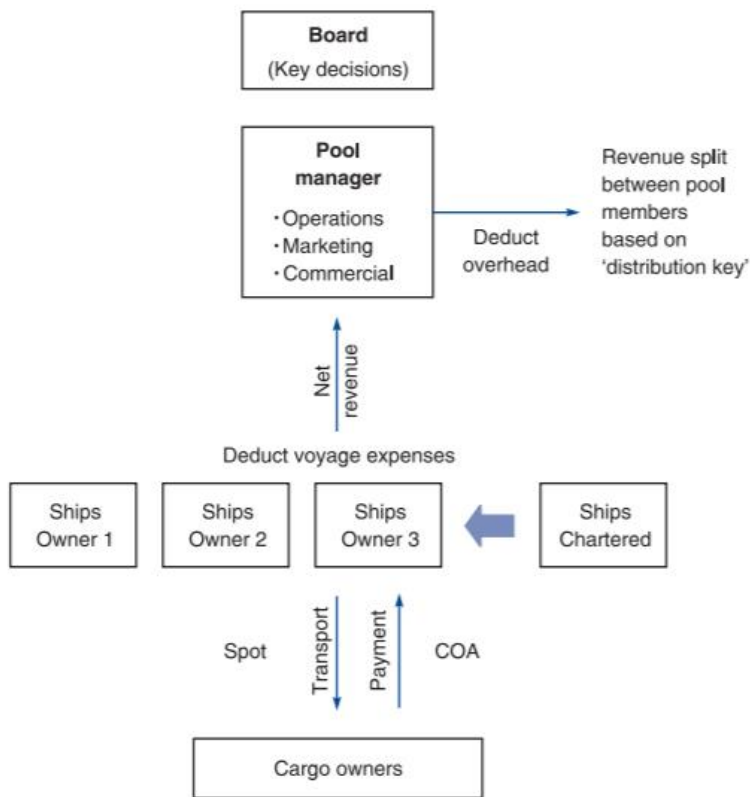 Board
(Key decisions)
Pool
manager
·Operations
·Marketing
·Commercial
Deduct
overhead
Revenue split
between pool
members
based on
‘distribution key’
Net
revenue
Deduct voyage expenses
Ships
Owner 1
Ships
Owner 2
Ships
Owner 3
Ships
Chartered
Spot
Transport
Payment
COA
Cargo owners